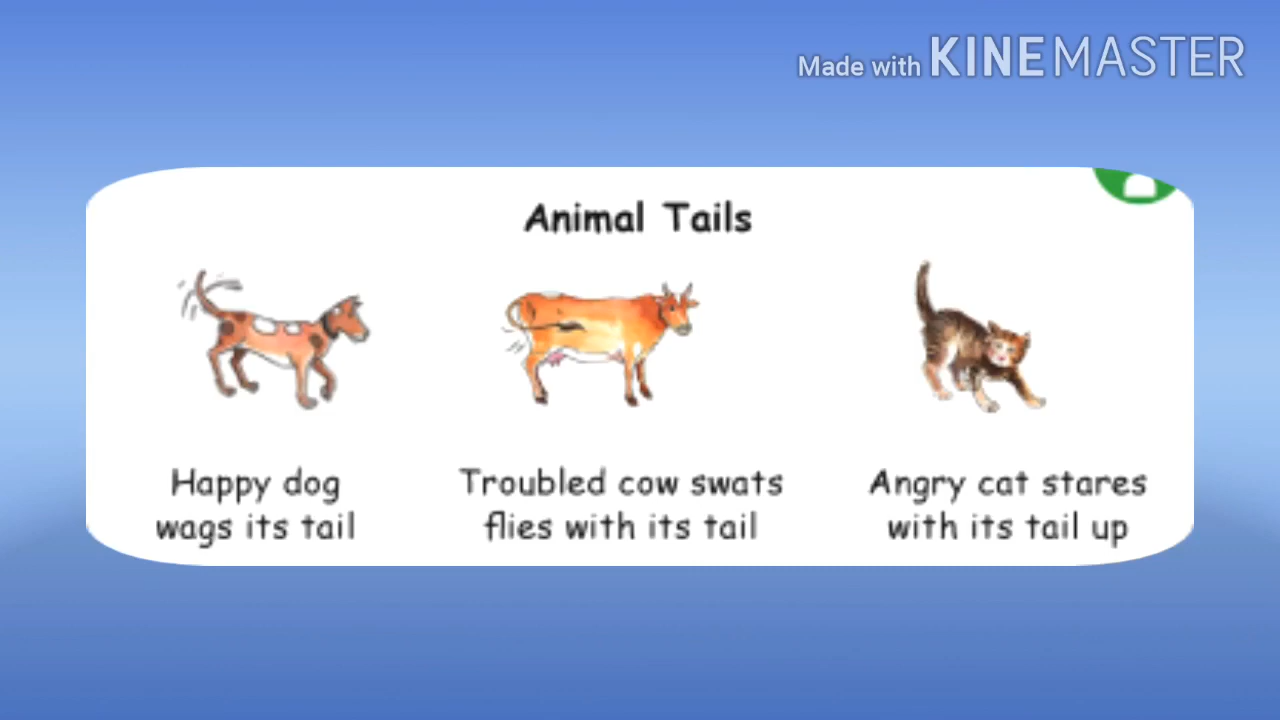 Made with KINEMASTER
Animal Tails
Happy dog
wags its tail
Troubled cow swats
flies with its tail
Angry cat stares
with its tail up